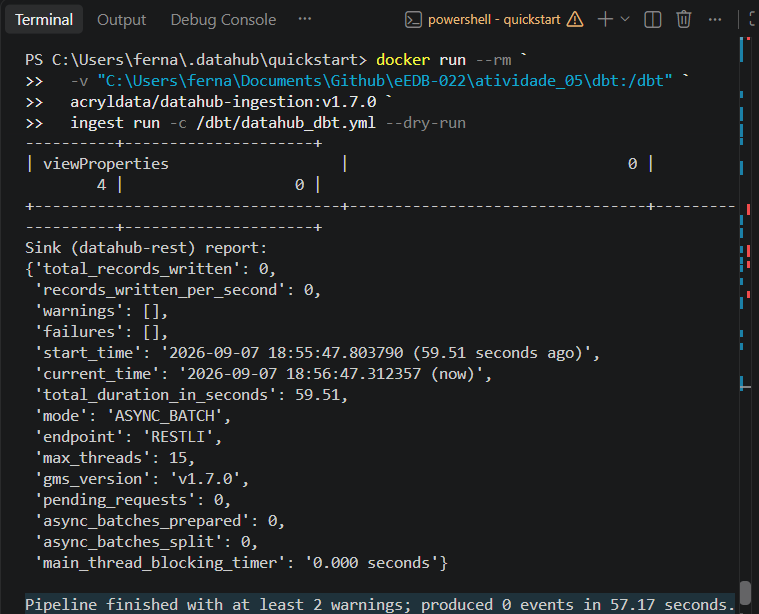 Terminal Output Debug Console ··· powershell - quickstart
PS C:\Users\ferna\.datahub\quickstart> docker run --rm `
>>   -v "C:\Users\ferna\Documents\Github\eEDB-022\atividade_05\dbt:/dbt" `
>>   acryldata/datahub-ingestion:v1.7.0 `
>>   ingest run -c /dbt/datahub_dbt.yml --dry-run
----------+---------------------+
| viewProperties                  |                              0 |
        4 |                   0 |
+---------------------------------+--------------------------------+---------
----------+---------------------+
Sink (datahub-rest) report:
{'total_records_written': 0,
 'records_written_per_second': 0,
 'warnings': [],
 'failures': [],
 'start_time': '2026-09-07 18:55:47.803790 (59.51 seconds ago)',
 'current_time': '2026-09-07 18:56:47.312357 (now)',
 'total_duration_in_seconds': 59.51,
 'mode': 'ASYNC_BATCH',
 'endpoint': 'RESTLI',
 'max_threads': 15,
 'gms_version': 'v1.7.0',
 'pending_requests': 0,
 'async_batches_prepared': 0,
 'async_batches_split': 0,
 'main_thread_blocking_timer': '0.000 seconds'}
Pipeline finished with at least 2 warnings; produced 0 events in 57.17 seconds.